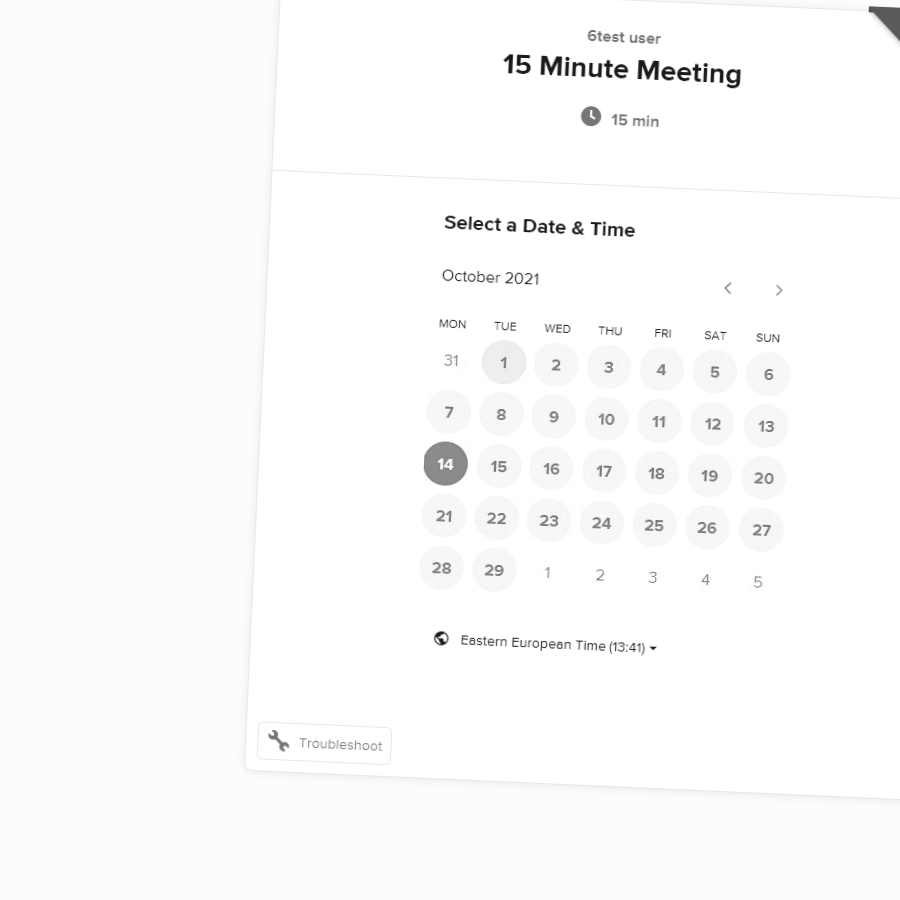 6test user
15 Minute Meeting
15 min
Select a Date & Time
October 2021
MON TUE WED THU FRI SAT SUN
31 1 2 3 4 5 6
7 8 9 10 11 12 13
14 15 16 17 18 19 20
21 22 23 24 25 26 27
28 29 1 2 3 4 5
Eastern European Time (13:41)
Troubleshoot